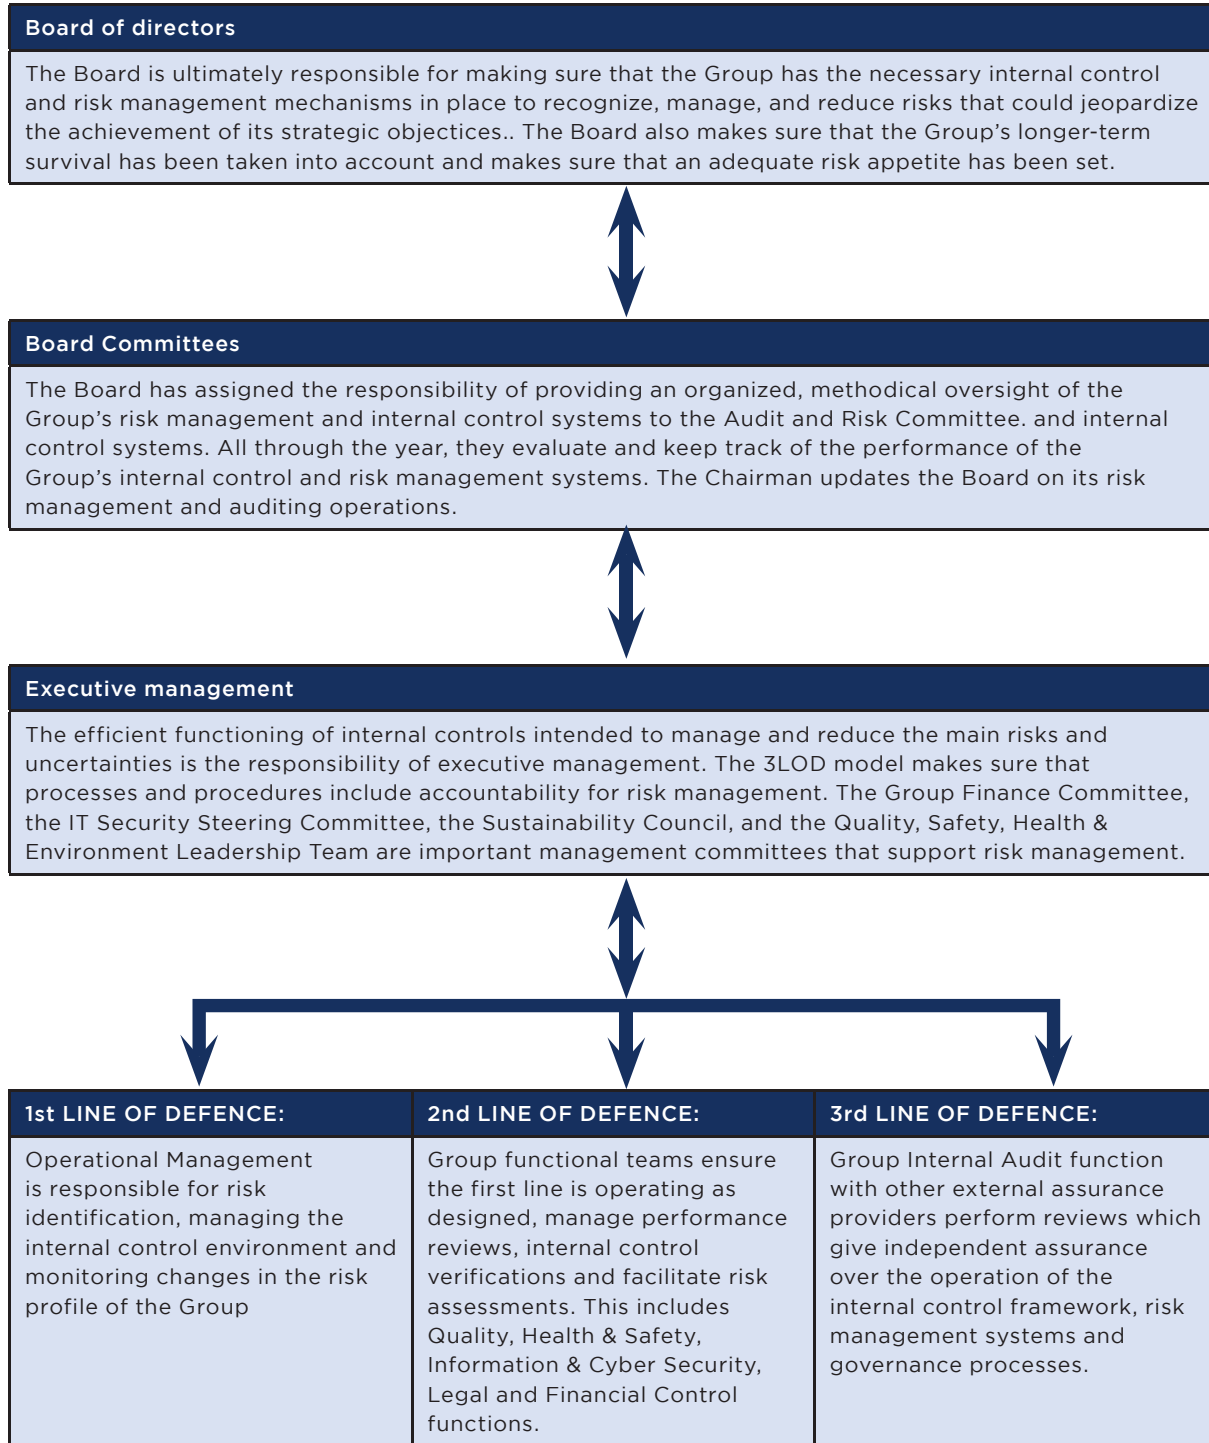 Board of directors
The Board is ultimately responsible for making sure that the Group has the necessary internal control
and risk management mechanisms in place to recognize, manage, and reduce risks that could jeopardize
the achievement of its strategic objectices.. The Board also makes sure that the Group's longer-term
survival has been taken into account and makes sure that an adequate risk appetite has been set.
Board Committees
The Board has assigned the responsibility of providing an organized, methodical oversight of the
Group's risk management and internal control systems to the Audit and Risk Committee. and internal
control systems. All through the year, they evaluate and keep track of the performance of the
Group's internal control and risk management systems. The Chairman updates the Board on its risk
management and auditing operations.
Executive management
The efficient functioning of internal controls intended to manage and reduce the main risks and
uncertainties is the responsibility of executive management. The 3LOD model makes sure that
processes and procedures include accountability for risk management. The Group Finance Committee,
the IT Security Steering Committee, the Sustainability Council, and the Quality, Safety, Health &
Environment Leadership Team are important management committees that support risk management.
1st LINE OF DEFENCE:
Operational Management
is responsible for risk
identification, managing the
internal control environment and
monitoring changes in the risk
profile of the Group
2nd LINE OF DEFENCE:
Group functional teams ensure
the first line is operating as
designed, manage performance
reviews, internal control
verifications and facilitate risk
assessments. This includes
Quality, Health & Safety,
Information & Cyber Security,
Legal and Financial Control
functions.
3rd LINE OF DEFENCE:
Group Internal Audit function
with other external assurance
providers perform reviews which
give independent assurance
over the operation of the
internal control framework, risk
management systems and
governance processes.